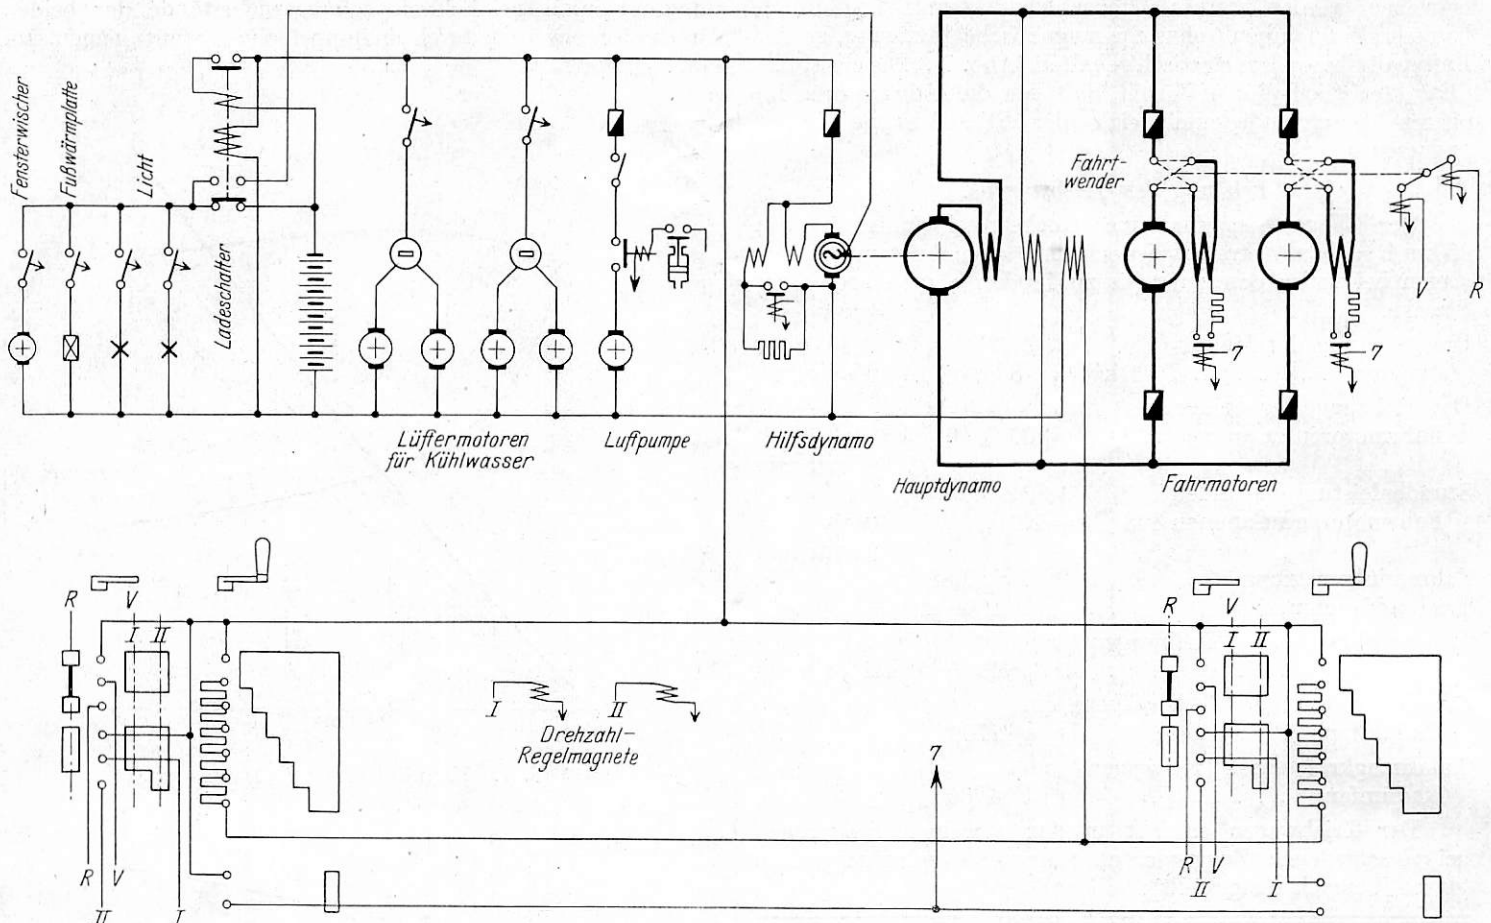 Fensterwischer
Fußwärmplatte
Licht
Ladeschalter
Fahrt-
wender
V
R
7
7
Lüftermotoren
für Kühlwasser
Luftpumpe
Hilfsdynamo
Hauptdynamo
Fahrmotoren
R
V
I
II
I
II
Drehzahl-
Regelmagnete
7
R
V
I
II
R
V
II
I
R
V
II
I